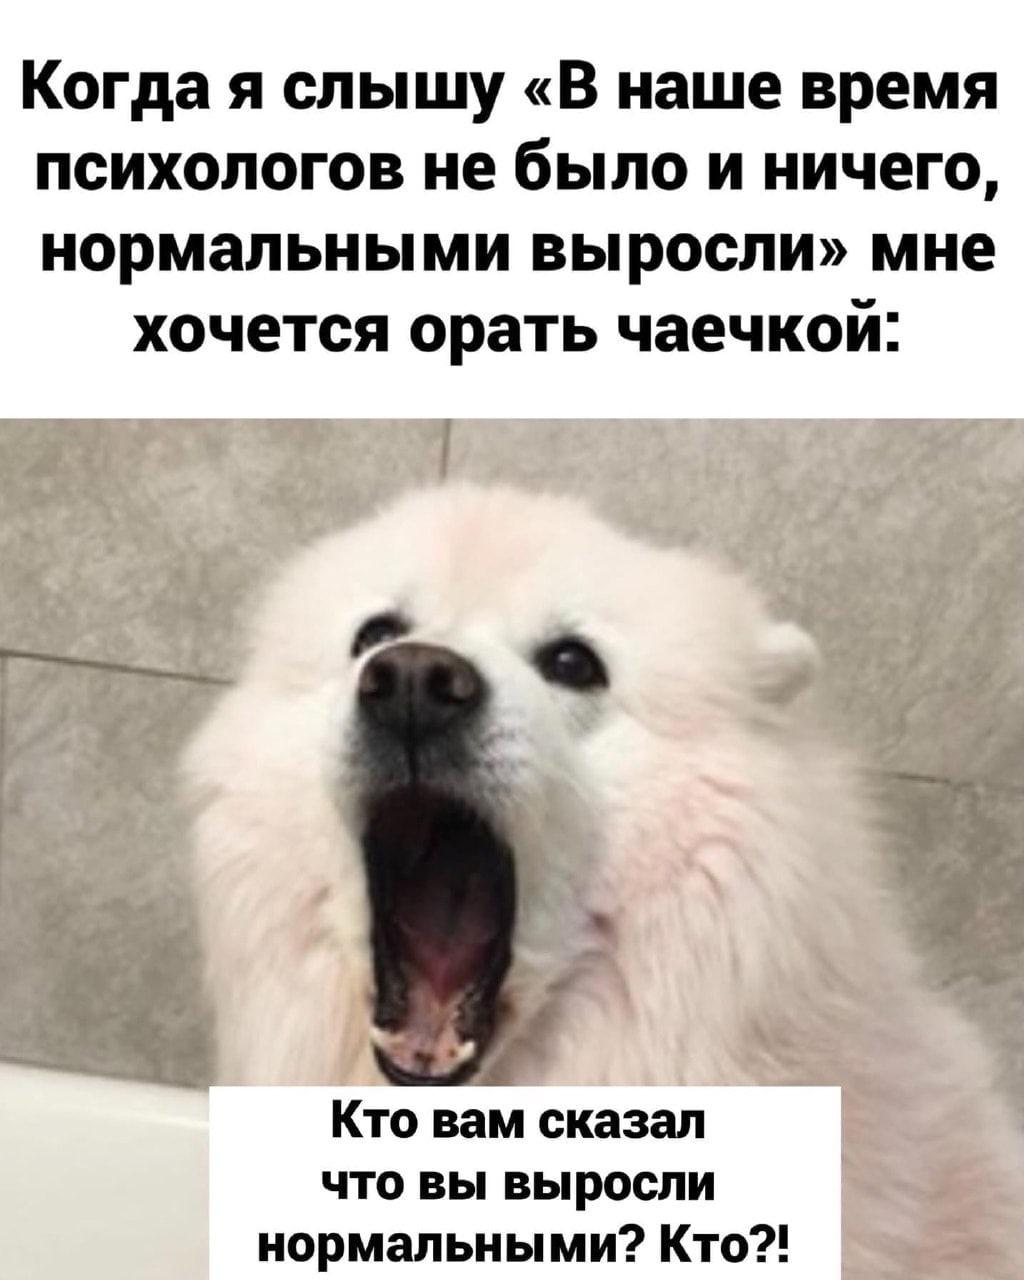 Когда я слышу «В наше время
психологов не было и ничего,
нормальными выросли» мне
хочется орать чаечкой:
Кто вам сказал
что вы выросли
нормальными? Кто?!